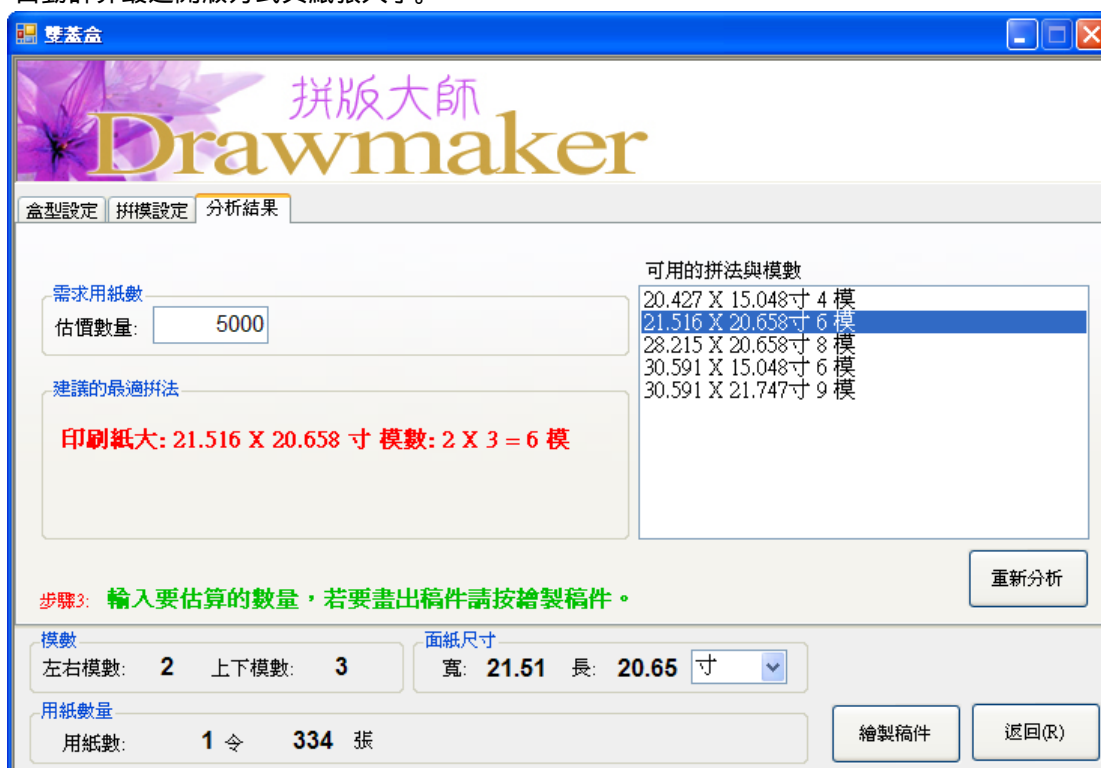 雙蓋盒
拼版大師
Drawmaker
盒型設定 拼模設定 分析結果
可用的拼法與模數
需求用紙數
估價數量: 5000
20.427 X 15.048寸 4 模
21.516 X 20.658寸 6 模
28.215 X 20.658寸 8 模
30.591 X 15.048寸 6 模
30.591 X 21.747寸 9 模
建議的最適拼法
印刷紙大: 21.516 X 20.658 寸 模數: 2 X 3 = 6 模
重新分析
步驟3: 輸入要估算的數量，若要畫出稿件請按繪製稿件。
模數
左右模數: 2 上下模數: 3
面紙尺寸
寬: 21.51 長: 20.65 寸
用紙數量
用紙數: 1 令 334 張
繪製稿件 返回(R)